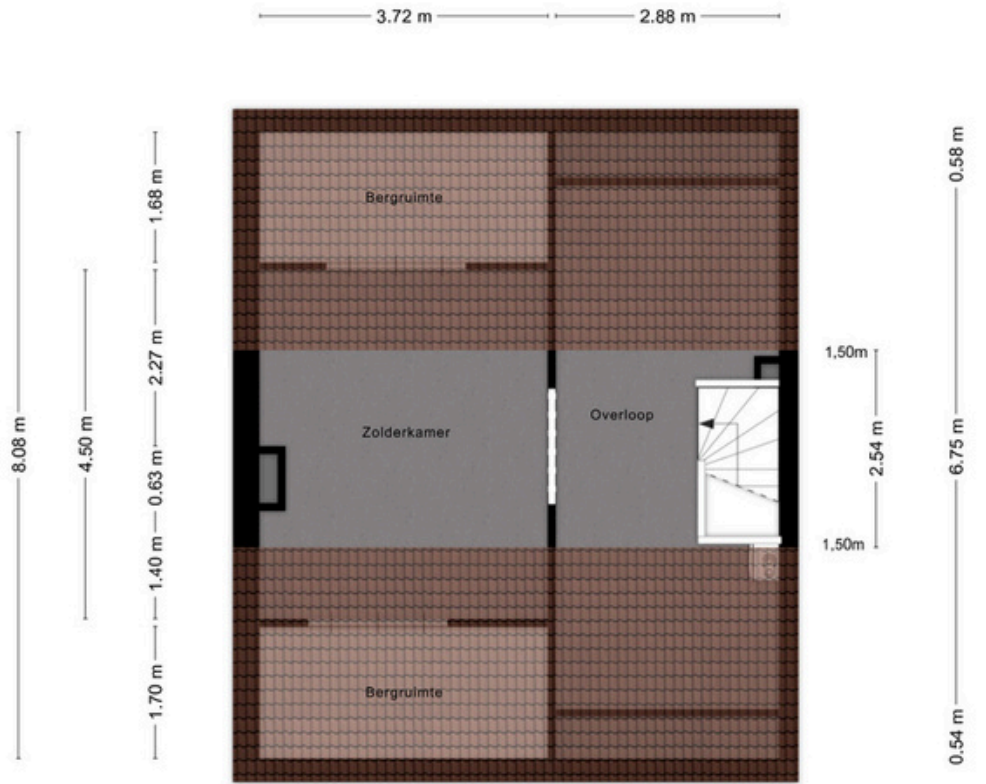 3.72 m
2.88 m
0.58 m
1.68 m
Bergruimte
2.27 m
1,50m
Overloop
Zolderkamer
8.08 m
4.50 m
2.54 m
6.75 m
0.63 m
1,50m
1.40 m
1.70 m
Bergruimte
0.54 m